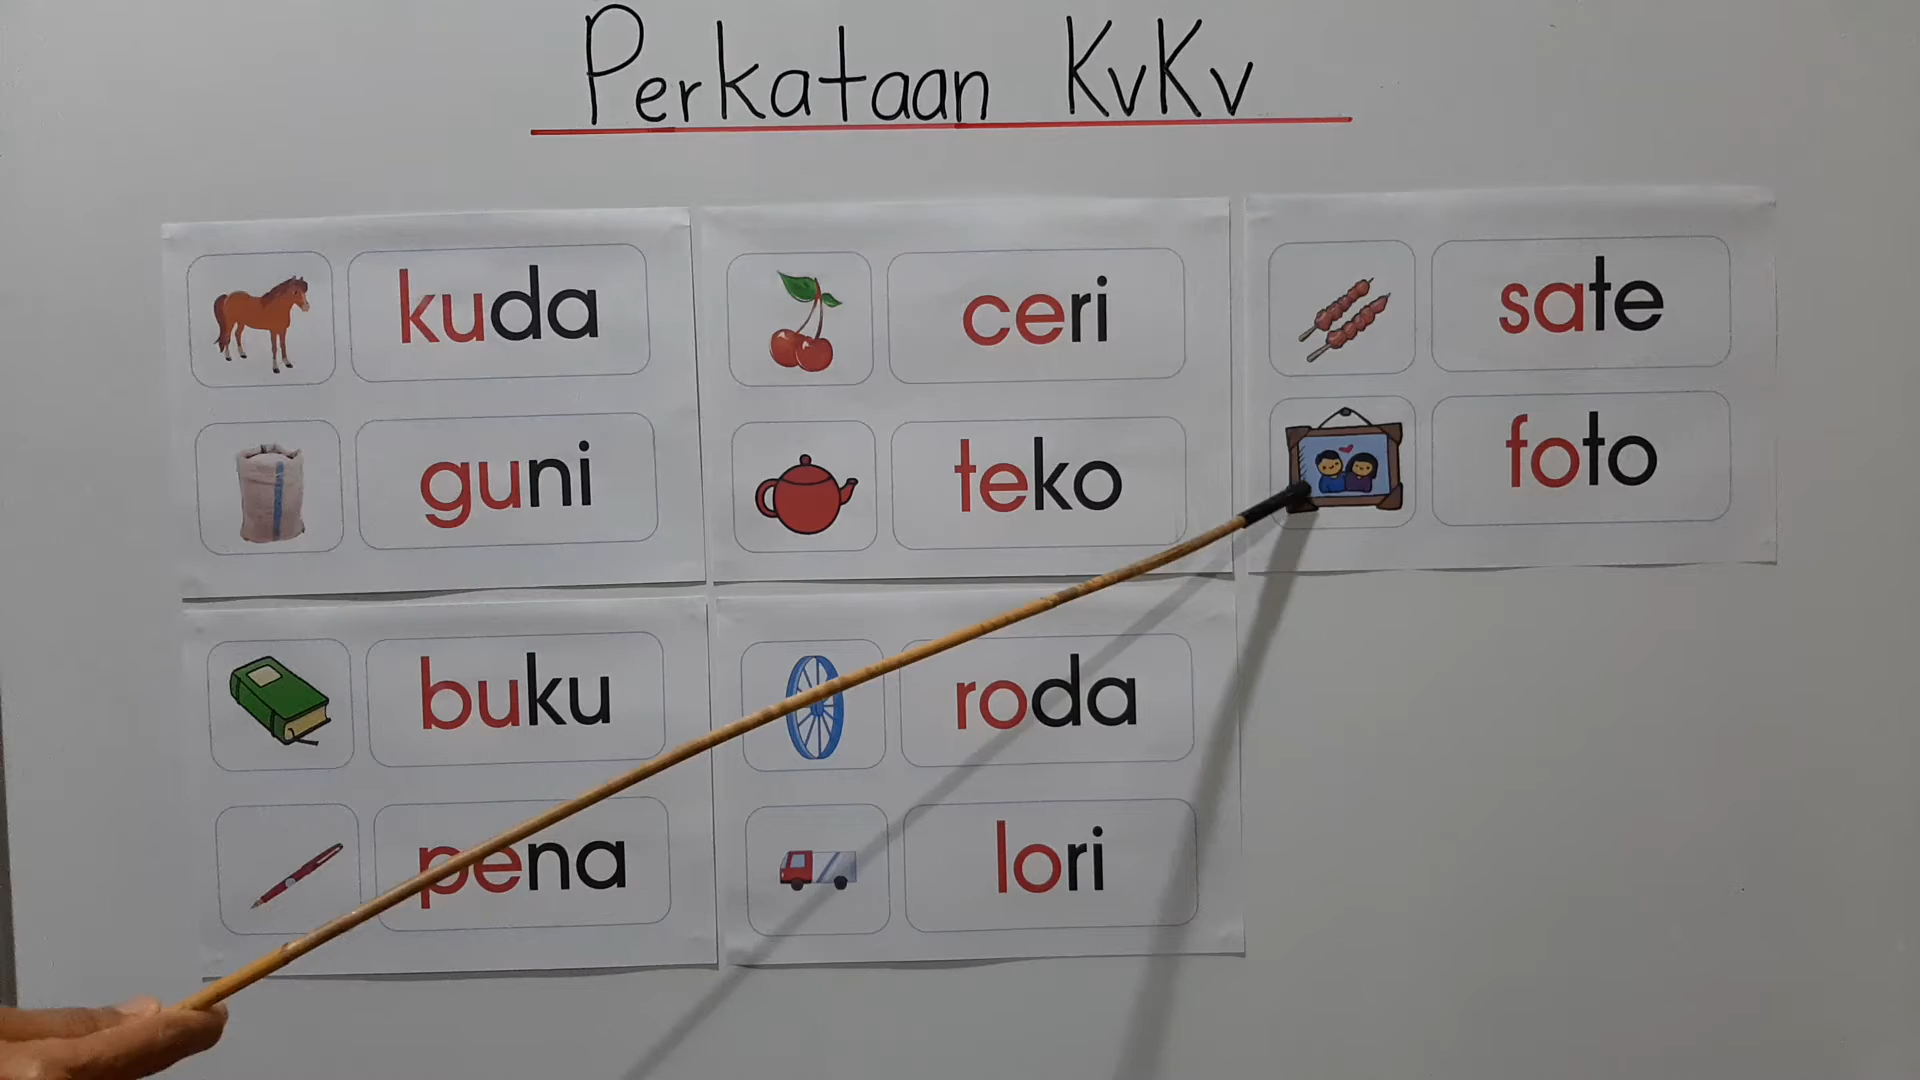 Perkataan KvKv
kuda
guni
buku
pena
ceri
teko
roda
lori
sate
foto